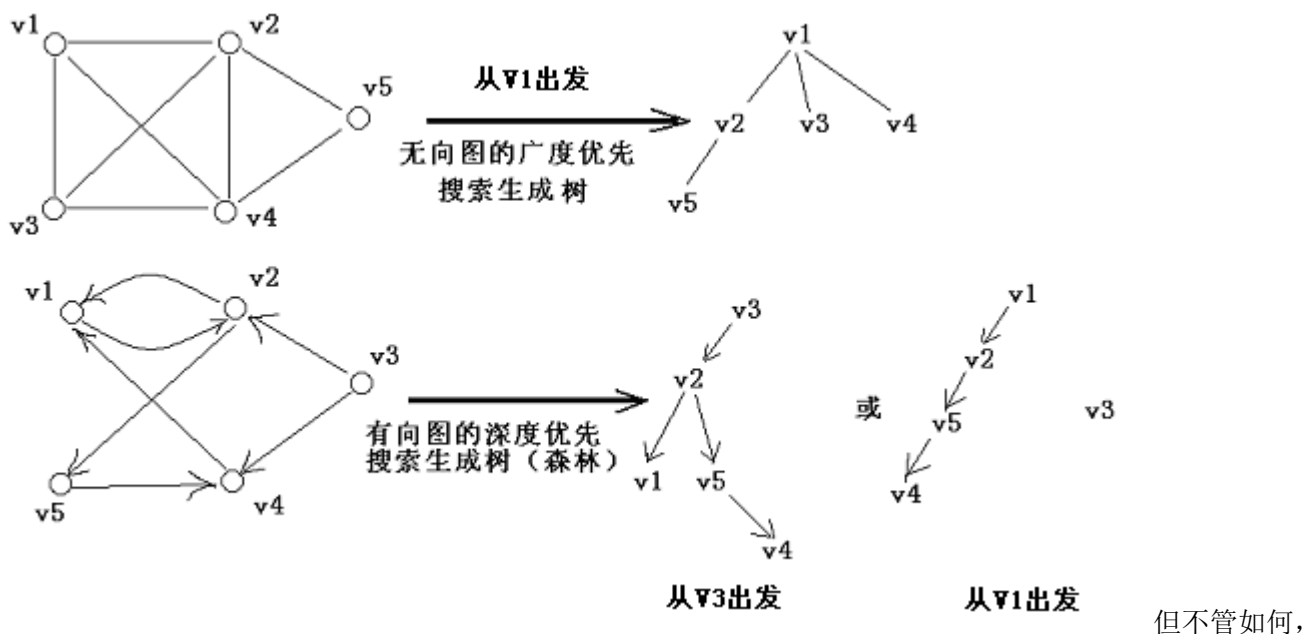 v1
v2
v5
v3
v4
从V1出发
无向图的广度优先
搜索生成树
v1
v2
v3
v4
v5
v1
v2
v3
v5
v4
有向图的深度优先
搜索生成树（森林）
v3
v2
v1
v5
v4
从V3出发
或
v1
v2
v5
v4
v3
从V1出发
但不管如何，